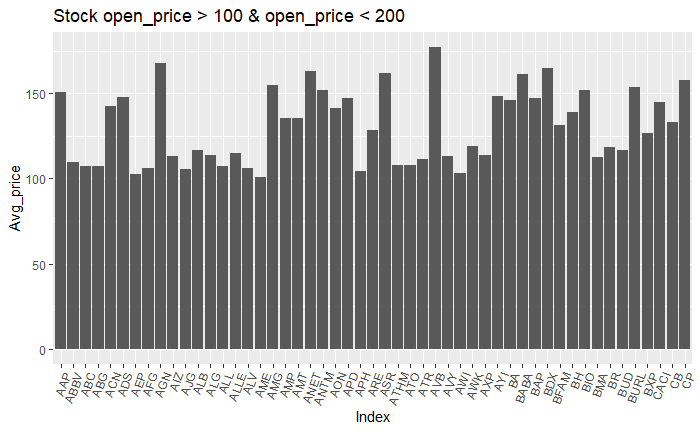 Stock open_price > 100 & open_price < 200
Avg_price
150
100
50
0
AAP ABBV ABC ABG ACN ADS AEP AFG AGN AIZ AJG ALB ALG ALL ALLE ALV AME AMG AMP AMT ANET ANTM AON APD APH ARE ASR ATHM ATO ATR AVB AVY AWI AWK AXP AYI BA BABA BAP BDX BFAM BH BIO BMA BR BUD BURL BXP CACI CB CP
Index